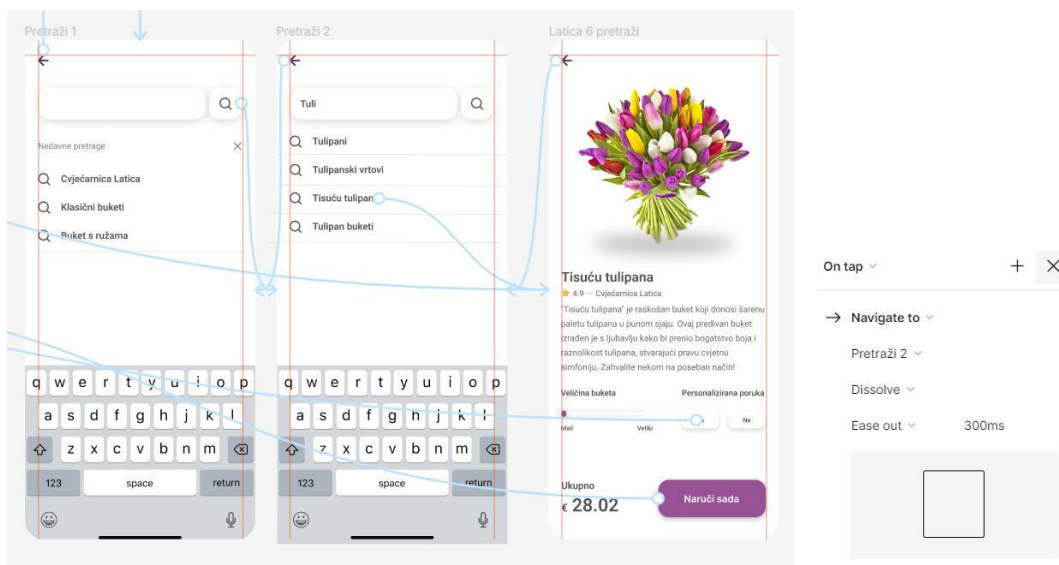 Pretraži 1
Nedavne pretrage
Cvjećarnica Latica
Klasični buketi
Buket s ružama
q w e r t y u i o p
a s d f g h j k l
z x c v b n m
123 space return
Pretraži 2
Tuli
Tulipani
Tulipanski vrtovi
Tisuću tulipan
Tulipan buketi
q w e r t y u i o p
a s d f g h j k l
z x c v b n m
123 space return
Latica 6 pretraži
Tisuću tulipana
4.9 – Cvjećarnica Latica
"Tisuću tulipana" je raskošan buket koji donosi šarenu
paletu tulipana u punom sjaju. Ovaj predivan buket
izrađen je s ljubavlju kako bi prenio bogatstvo boja i
raznolikost tulipana, stvarajući pravu cvjetnu
simfoniju. Zahvalite nekom na poseban način!
Veličina buketa Personalizirana poruka
Ne
Mali Veliki
Ukupno
€ 28.02
Naruči sada
On tap
Navigate to
Pretraži 2
Dissolve
Ease out 300ms